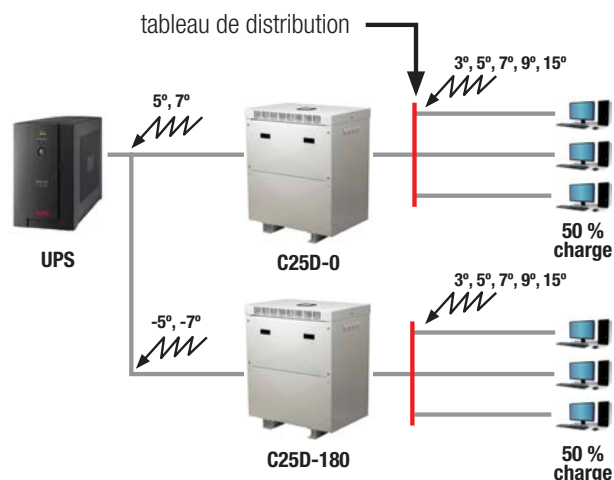 tableau de distribution
3º, 5º, 7º, 9º, 15º
5º, 7º
UPS
C25D-0
50 %
charge
3º, 5º, 7º, 9º, 15º
-5º, -7º
C25D-180
50 %
charge